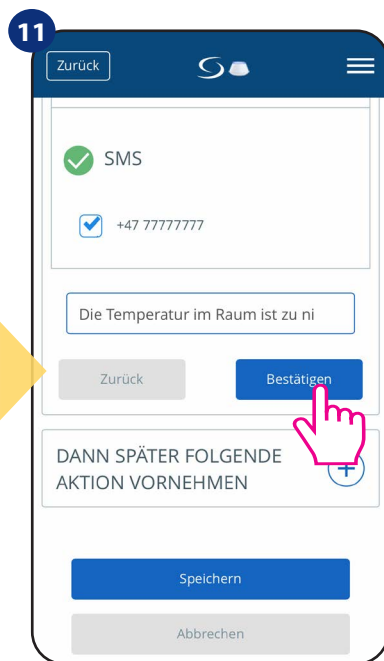 11
Zurück
SMS
+47 77777777
Die Temperatur im Raum ist zu ni
Zurück
Bestätigen
DANN SPÄTER FOLGENDE
AKTION VORNEHMEN
Speichern
Abbrechen